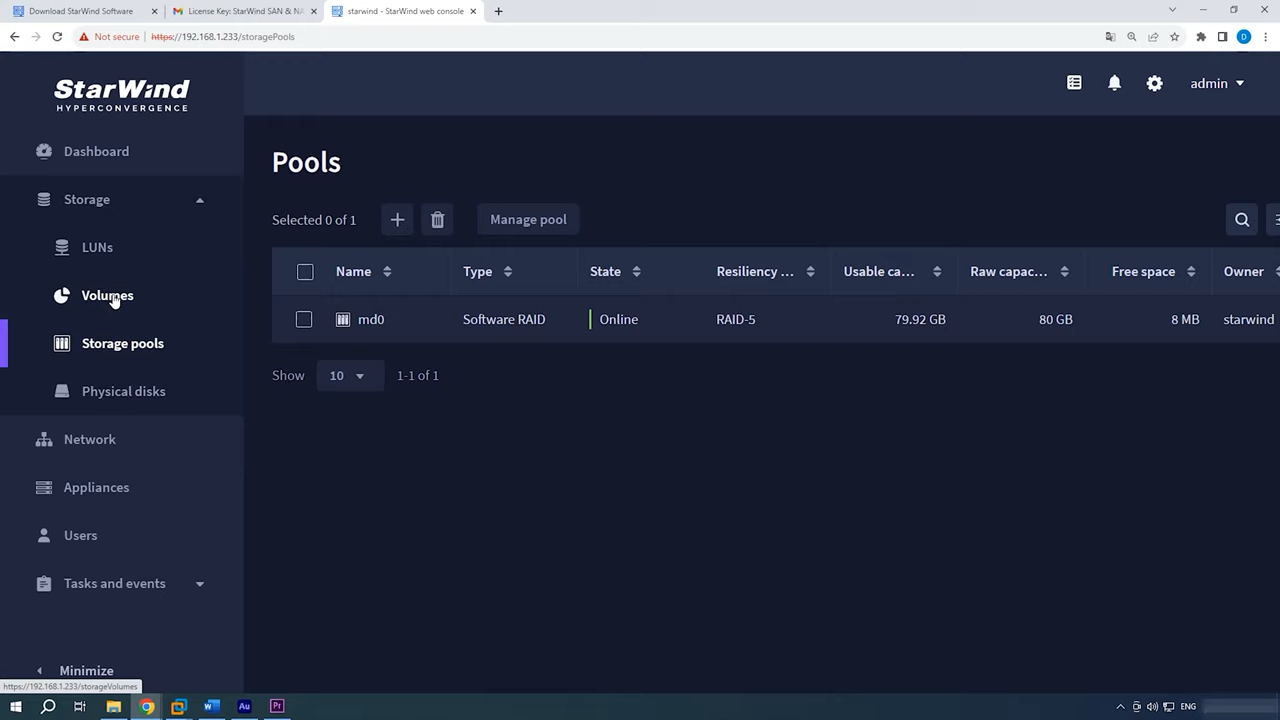 Download StarWind Software
License Key: StarWind SAN & N
starwind - StarWind web console
Not secure
https://192.168.1.233/storagePools
D
StarWind
HYPERCONVERGENCE
admin
Dashboard
Storage
LUNs
Volumes
Storage pools
Physical disks
Network
Appliances
Users
Tasks and events
Minimize
Pools
Selected 0 of 1
Manage pool
Name Type State Resiliency ... Usable ca... Raw capac... Free space Owner
md0 Software RAID Online RAID-5 79.92 GB 80 GB 8 MB starwind
Show 10 1-1 of 1
https://192.168.1.233/storageVolumes
W Au Pr
ENG